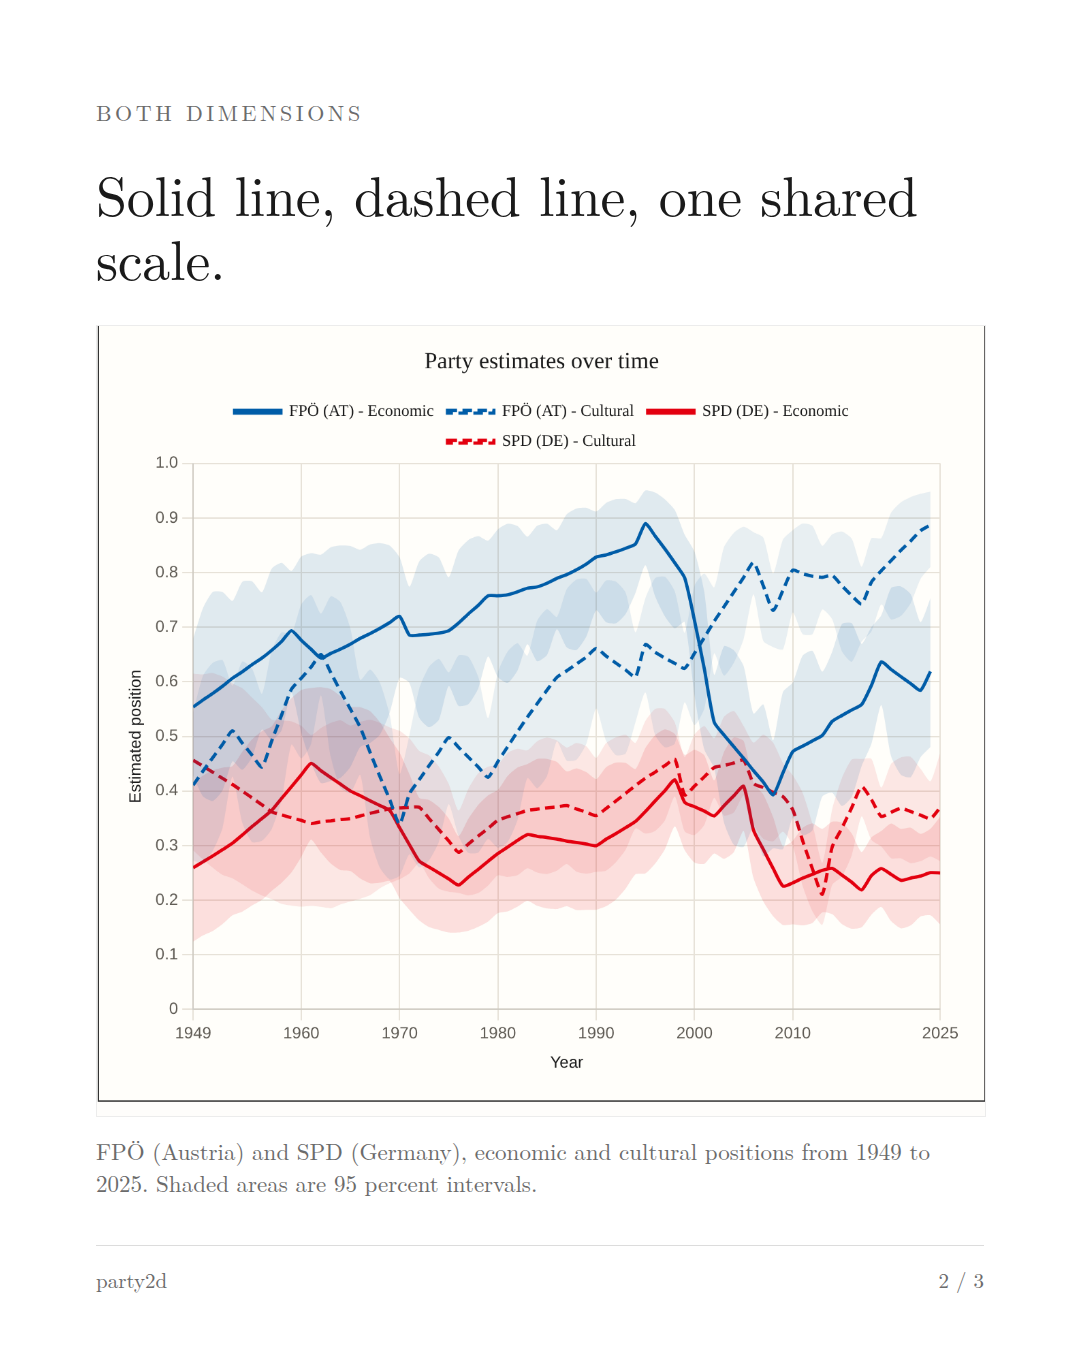 BOTH DIMENSIONS
Solid line, dashed line, one shared
scale.
Party estimates over time
FPÖ (AT) - Economic FPÖ (AT) - Cultural SPD (DE) - Economic
SPD (DE) - Cultural
1.0
0.9
0.8
0.7
0.6
0.5
0.4
0.3
0.2
0.1
0
Estimated position
1949 1960 1970 1980 1990 2000 2010 2025
Year
FPÖ (Austria) and SPD (Germany), economic and cultural positions from 1949 to
2025. Shaded areas are 95 percent intervals.
party2d 2 / 3